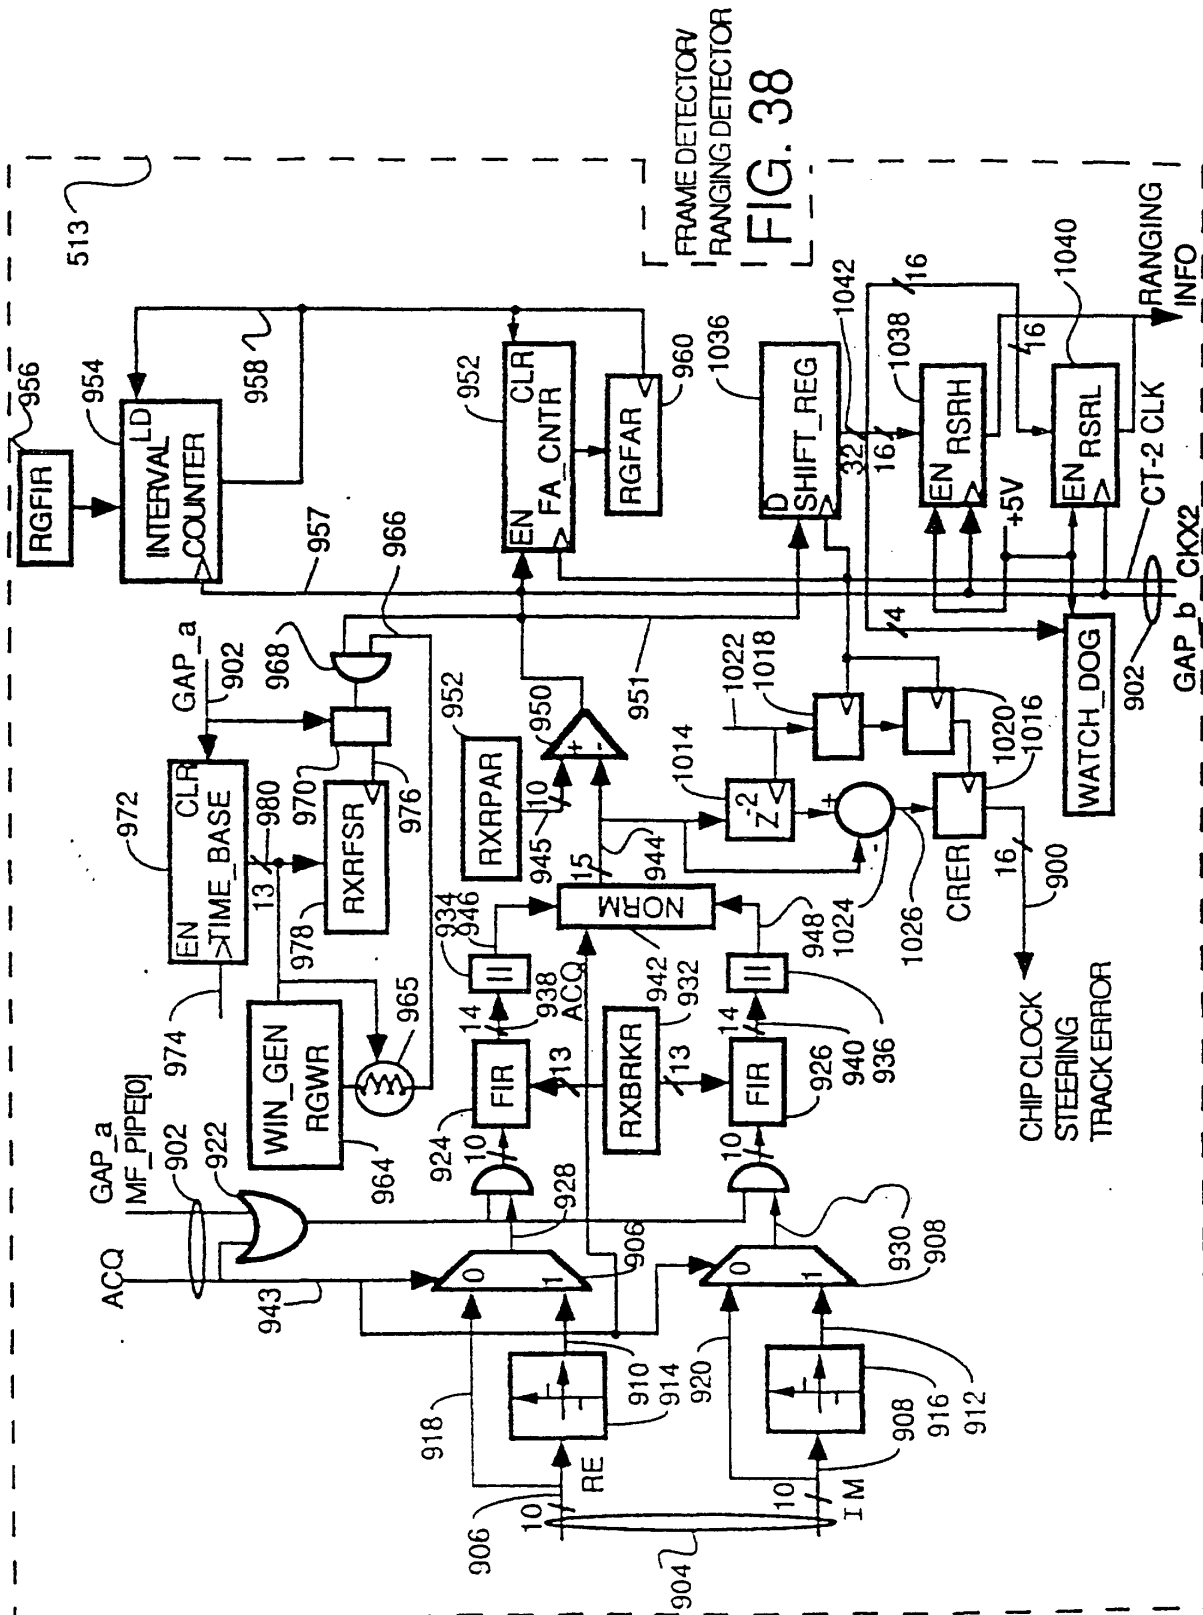 513
956
RGFIR
954
LD
INTERVAL
COUNTER
958
957
966
GAP_a
902
968
972
CLR
EN
TIME_BASE
974
13
980
970
976
978
RXRFSR
WIN_GEN
RGWR
964
965
952
EN
CLR
FA_CNTR
RGFAR
960
FRAME DETECTOR/
RANGING DETECTOR
FIG. 38
ACQ
GAP_a
MF_PIPE[0]
902
922
943
924
10
FIR
14
934
946
938
ACQ
13
RXBRKR
942
932
13
FIR
14
926
940
936
10
NORM
15
944
945
948
952
RXRPAR
10
950
+
-
951
1036
D
SHIFT_REG
1042
32
16
16
1038
EN
RSRH
16
1040
EN
RSRL
+5V
4
WATCH_DOG
902
GAP_b
CKX2
CT-2 CLK
RANGING
INFO
1022
1018
1014
Z-2
+
-
1020
1016
1024
1026
CRER
16
900
CHIP CLOCK
STEERING
TRACK ERROR
918
0
1
906
928
910
914
RE
906
10
904
920
0
1
930
908
908
916
912
10
IM